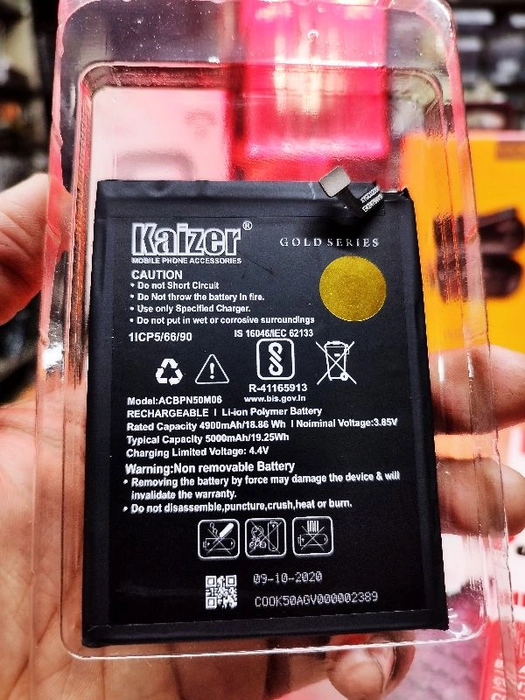 Kaizer®
MOBILE PHONE ACCESSORIES
GOLD SERIES
CAUTION
• Do not Short Circuit
• Do Not throw the battery in fire.
• Use only Specified Charger.
• Do not put in wet or corrosive surroundings
1ICP5/66/90
IS 16046/IEC 62133
R-41165913
www.bis.gov.in
Model:ACBPN50M06
RECHARGEABLE I Li-ion Polymer Battery
Rated Capacity 4900mAh/18.86 Wh I Noiminal Voltage:3.85V
Typical Capacity 5000mAh/19.25Wh
Charging Limited Voltage: 4.4V
Warning:Non removable Battery
• Removing the battery by force may damage the device & will
invalidate the warranty.
• Do not disassemble,puncture,crush,heat or burn.
09-10-2020
COOK50AGV000002389